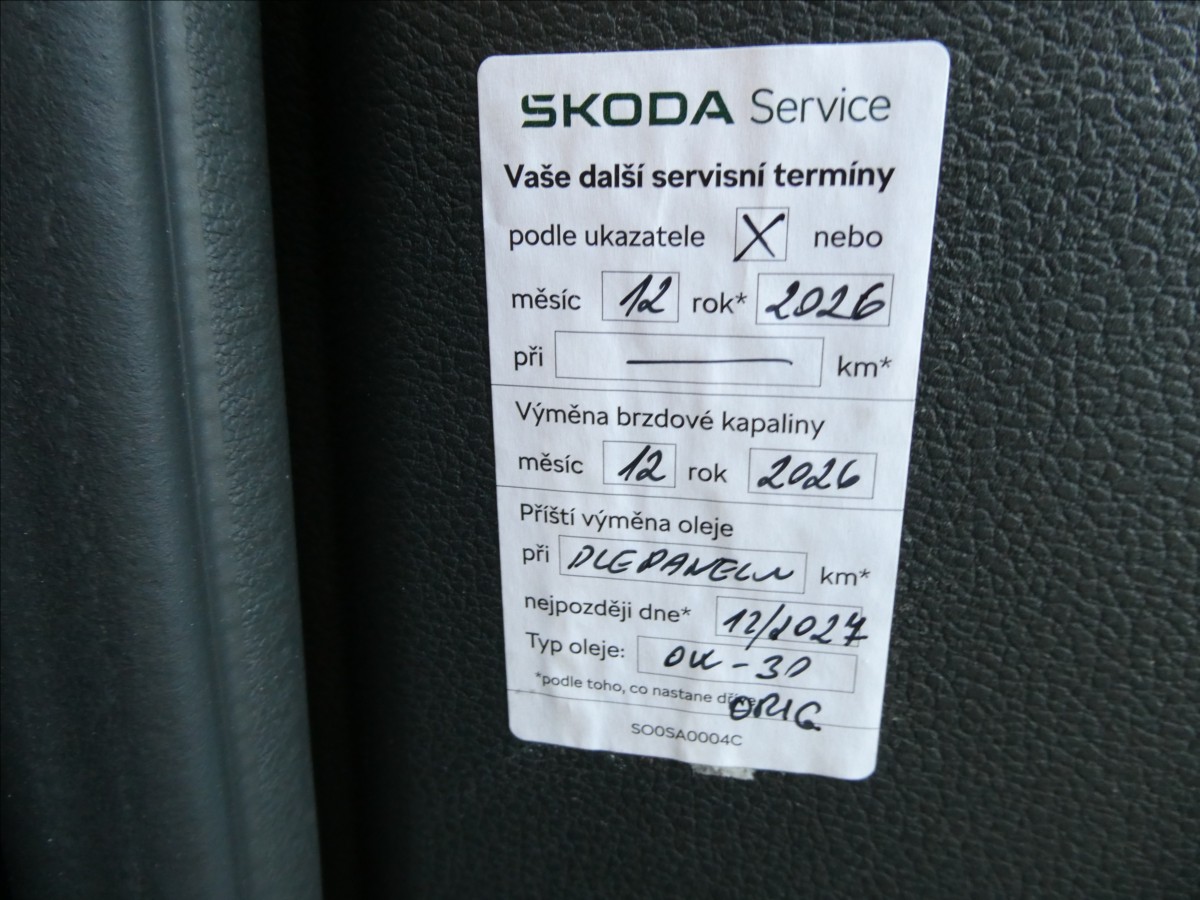 ŠKODA Service
Vaše další servisní termíny
podle ukazatele X nebo
měsíc 12 rok* 2026
při — km*
Výměna brzdové kapaliny
měsíc 12 rok 2026
Příští výměna oleje
při DLE PANELU km*
nejpozději dne* 12/2027
Typ oleje: OW-30
*podle toho, co nastane dříve
ORIG
SO0SA0004C